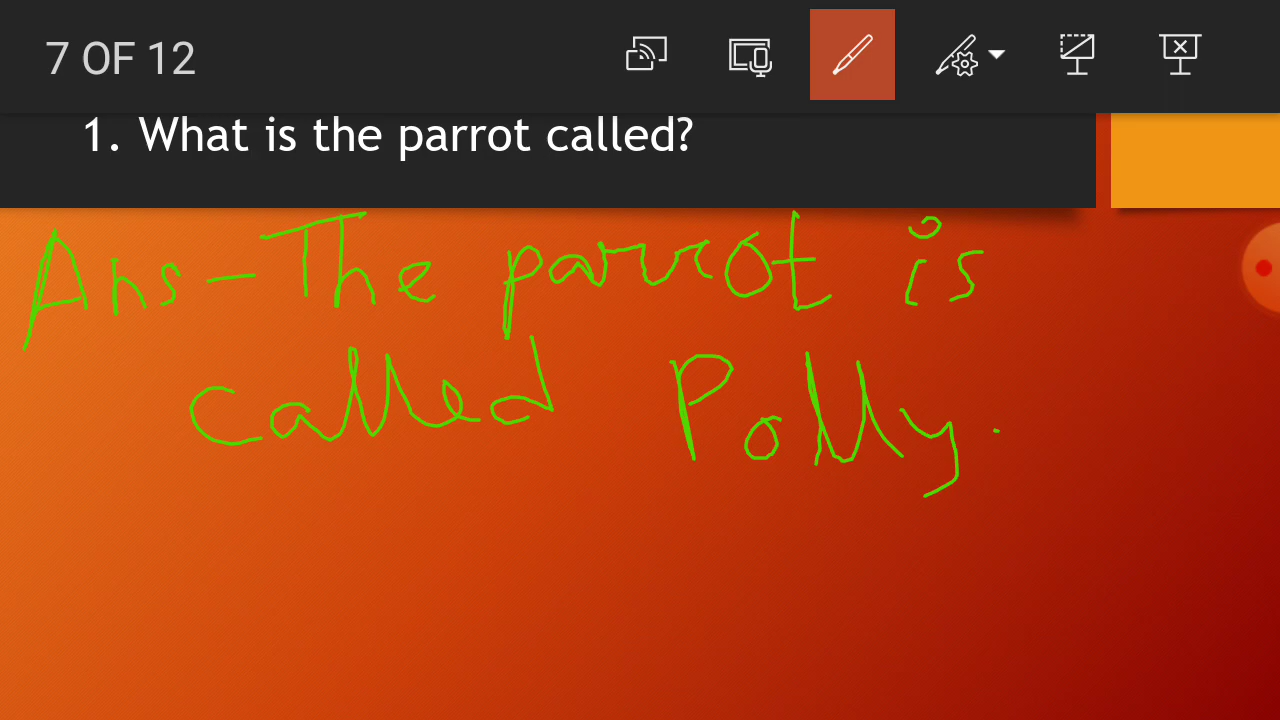 7 OF 12
1. What is the parrot called?
Ans - The parrot is
called Polly.